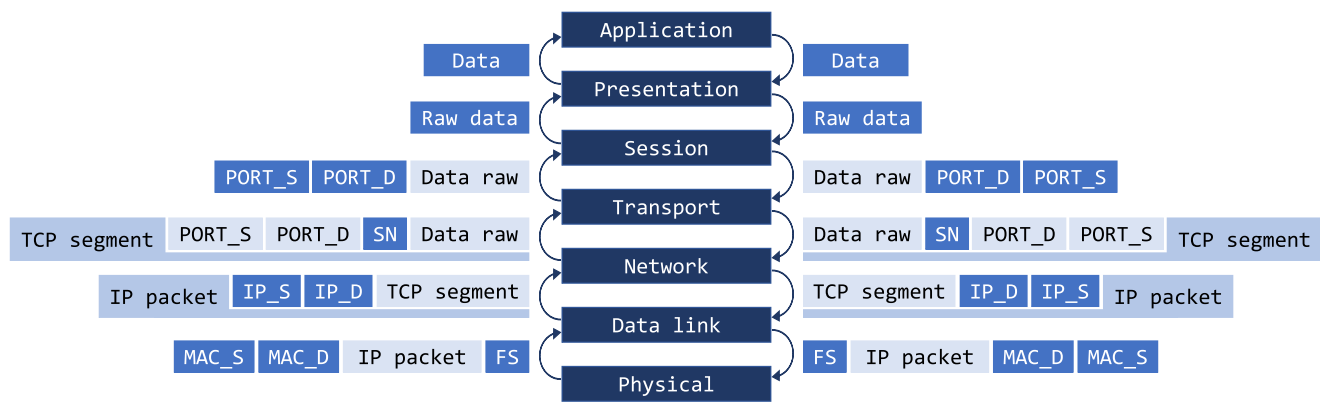 Application
Data Data
Presentation
Raw data Raw data
Session
PORT_S PORT_D Data raw Data raw PORT_D PORT_S
Transport
TCP segment PORT_S PORT_D SN Data raw Data raw SN PORT_D PORT_S TCP segment
Network
IP packet IP_S IP_D TCP segment TCP segment IP_D IP_S IP packet
Data link
MAC_S MAC_D IP packet FS FS IP packet MAC_D MAC_S
Physical